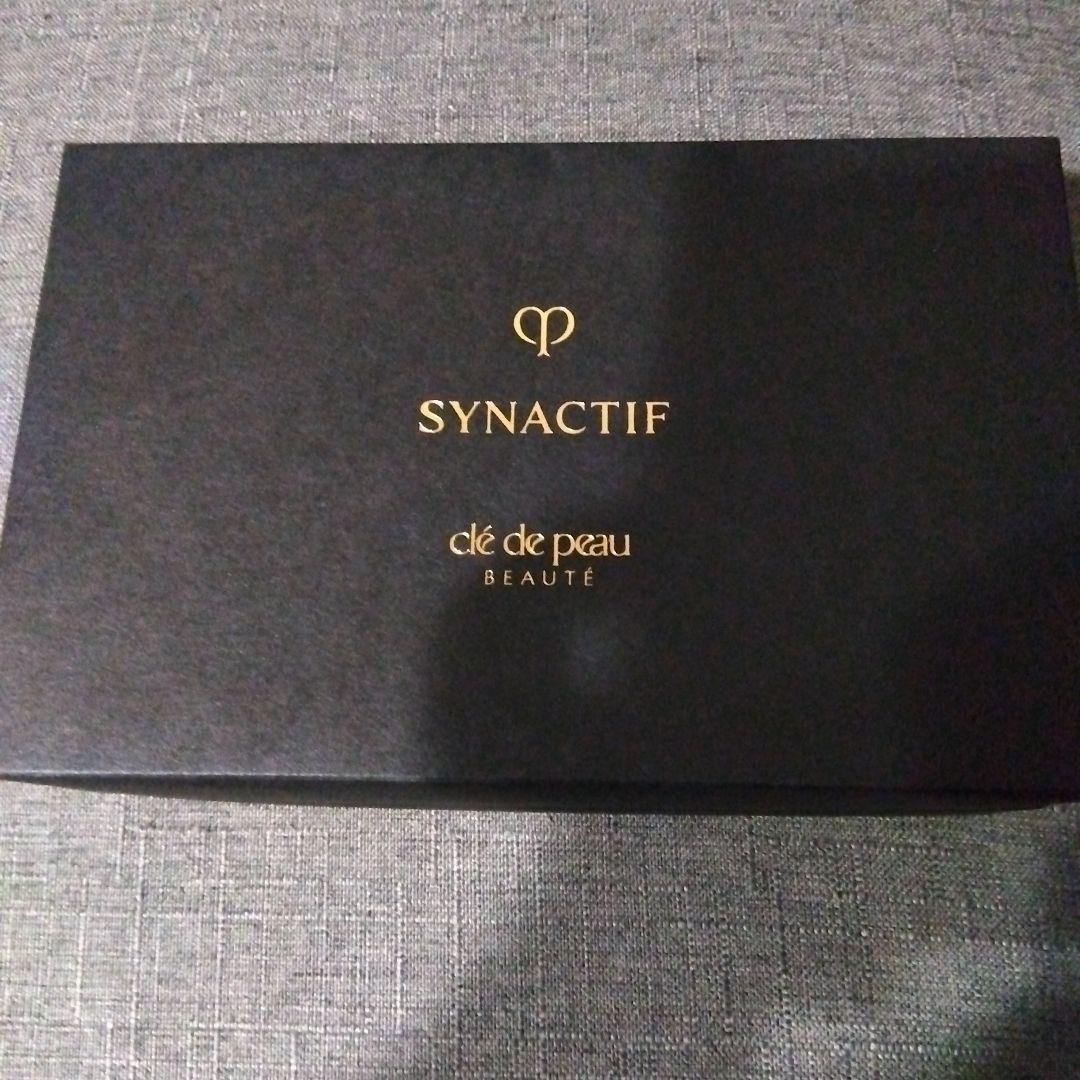 SYNACTIF
clé de peau
BEAUTÉ